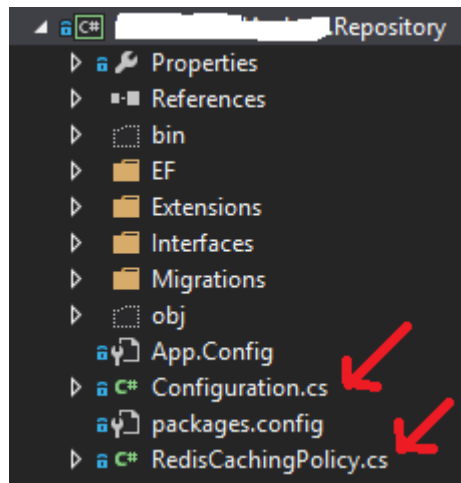 C# .Repository
Properties
References
bin
EF
Extensions
Interfaces
Migrations
obj
App.Config
C# Configuration.cs
packages.config
C# RedisCachingPolicy.cs